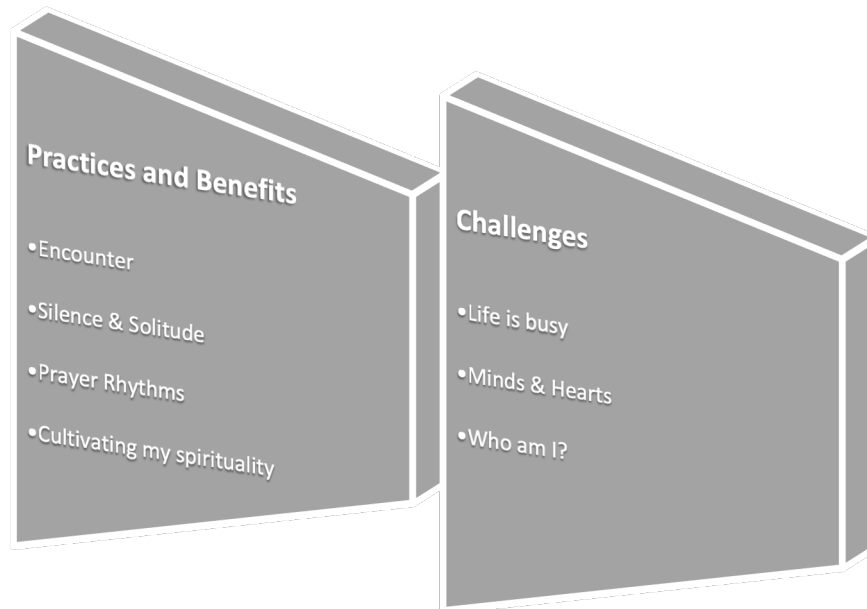 Practices and Benefits
•Encounter
•Silence & Solitude
•Prayer Rhythms
•Cultivating my spirituality
Challenges
•Life is busy
•Minds & Hearts
•Who am I?